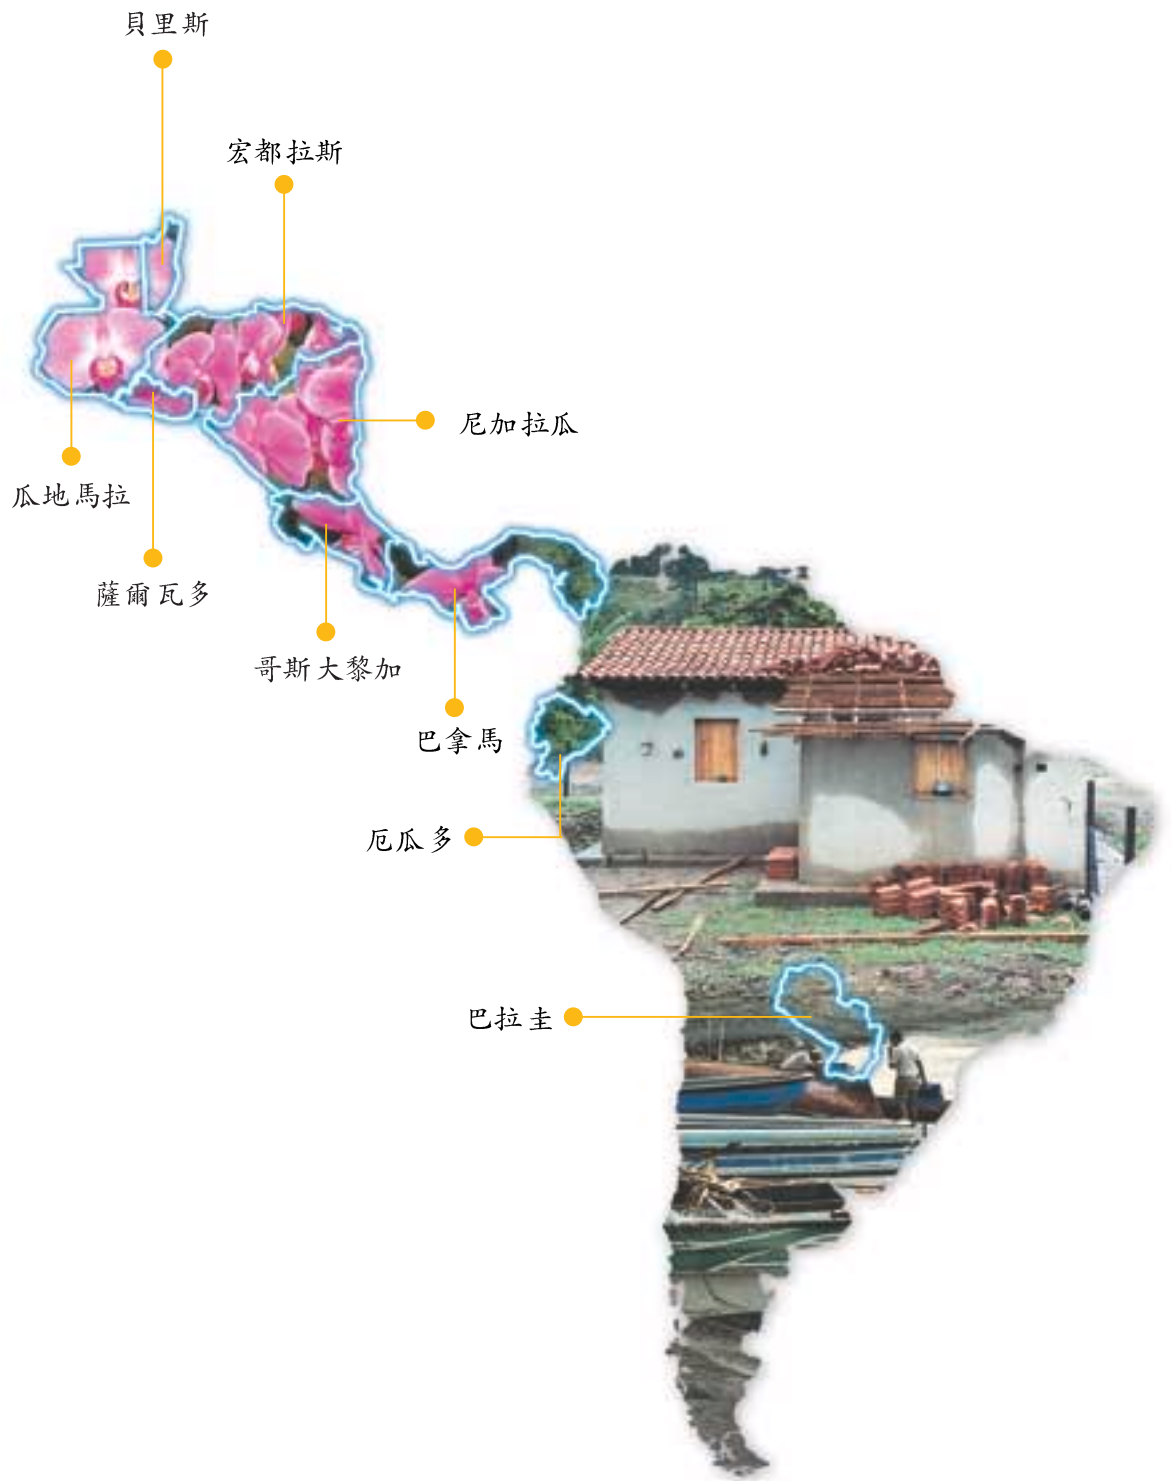 貝里斯
宏都拉斯
尼加拉瓜
瓜地馬拉
薩爾瓦多
哥斯大黎加
巴拿馬
厄瓜多
巴拉圭